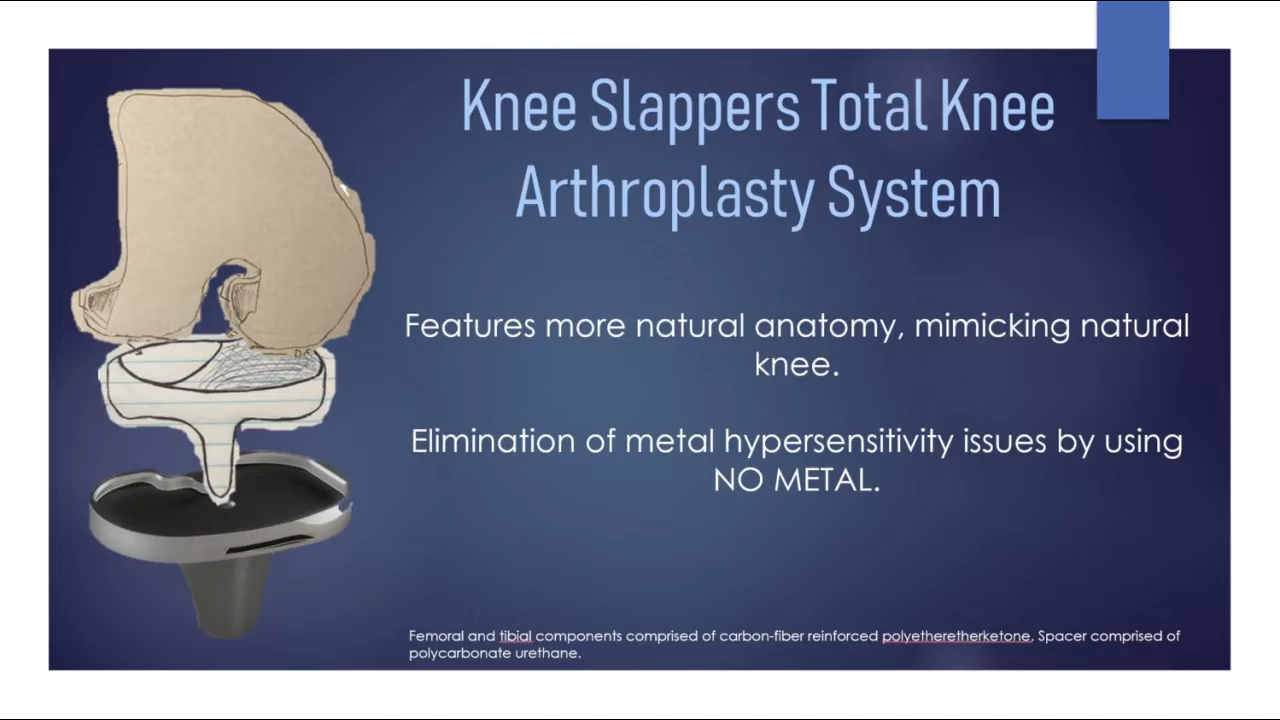 Knee Slappers Total Knee
Arthroplasty System
Features more natural anatomy, mimicking natural
knee.
Elimination of metal hypersensitivity issues by using
NO METAL.
Femoral and tibial components comprised of carbon-fiber reinforced polyetheretherketone. Spacer comprised of
polycarbonate urethane.